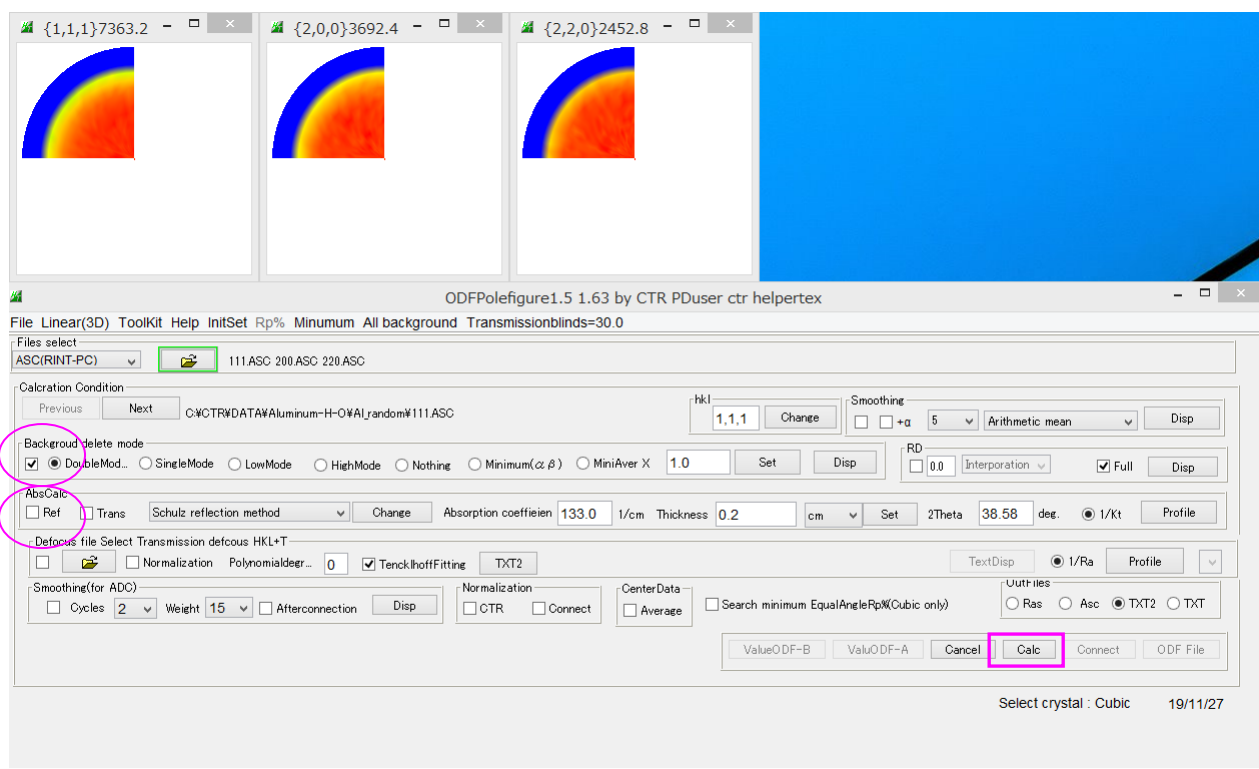 {1,1,1}7363.2
{2,0,0}3692.4
{2,2,0}2452.8
ODFPolefigure1.5 1.63 by CTR PDuser ctr helpertex
File Linear(3D) ToolKit Help InitSet Rp% Minumum All background Transmissionblinds=30.0
Files select
ASC(RINT-PC) 111.ASC 200.ASC 220.ASC
Calcration Condition
Previous Next C:¥CTR¥DATA¥Aluminum-H-O¥Al_random¥111.ASC
hkl
1,1,1 Change
Smoothing
+α 5 Arithmetic mean Disp
Backgroud delete mode
DoubleMod... SingleMode LowMode HighMode Nothing Minimum(αβ) MiniAver X 1.0 Set Disp
RD
0.0 Interporation Full Disp
AbsCalc
Ref Trans Schulz reflection method Change Absorption coeffieien 133.0 1/cm Thickness 0.2 cm Set 2Theta 38.58 deg. 1/Kt Profile
Defocus file Select Transmission defcous HKL+T
Normalization Polynomialdegr... 0 TenckIhoffFitting TXT2 TextDisp 1/Ra Profile
Smoothing(for ADC)
Cycles 2 Weight 15 Afterconnection Disp
Normalization
CTR Connect
CenterData
Average
Search minimum EqualAngleRp%(Cubic only)
OutFiles
Ras Asc TXT2 TXT
ValueODF-B ValuODF-A Cancel Calc Connect ODF File
Select crystal : Cubic 19/11/27